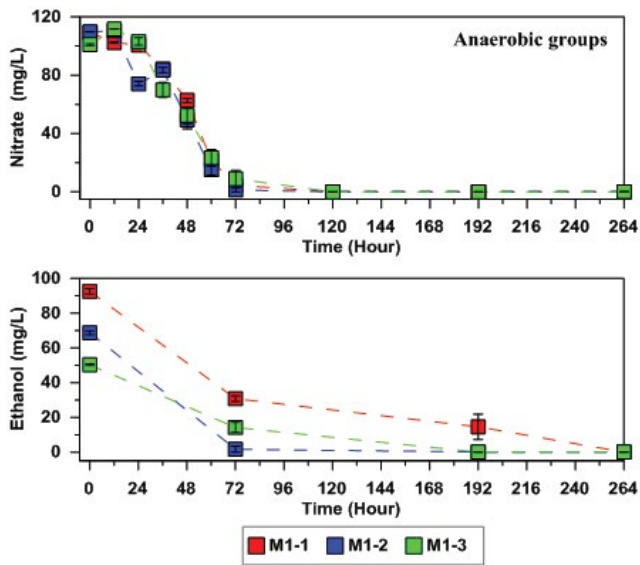 Anaerobic groups
Nitrate (mg/L)
120
80
40
0
0 24 48 72 96 120 144 168 192 216 240 264
Time (Hour)
Ethanol (mg/L)
100
80
60
40
20
0
0 24 48 72 96 120 144 168 192 216 240 264
Time (Hour)
M1-1 M1-2 M1-3